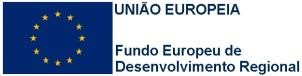 UNIÃO EUROPEIA
Fundo Europeu de
Desenvolvimento Regional